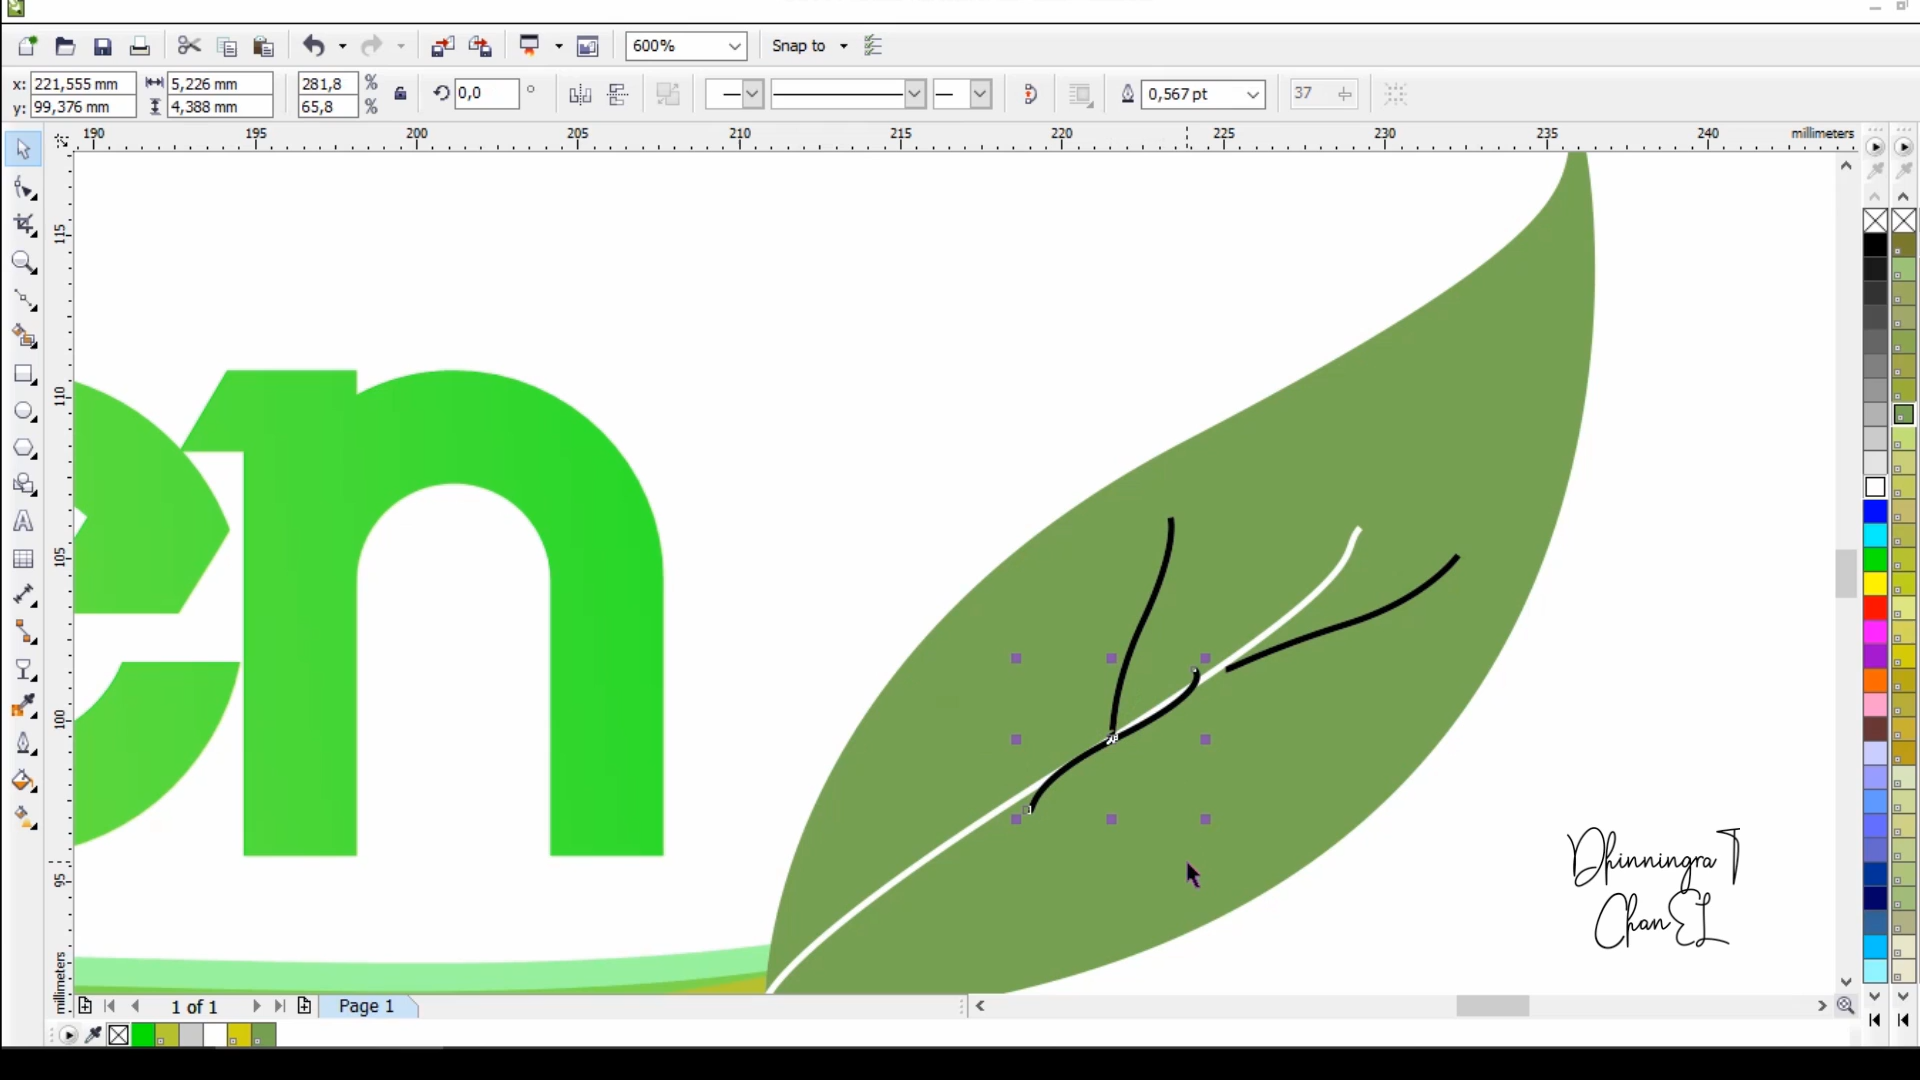 600%
Snap to
x: 221,555 mm 5,226 mm 281,8 %
y: 99,376 mm 4,388 mm 65,8 %
0,0 °
0,567 pt
37
190 195 200 205 210 215 220 225 230 235 240 millimeters
115
110
105
100
95
millimeters
en
Dhinningra T
Chan EL
1 of 1
Page 1